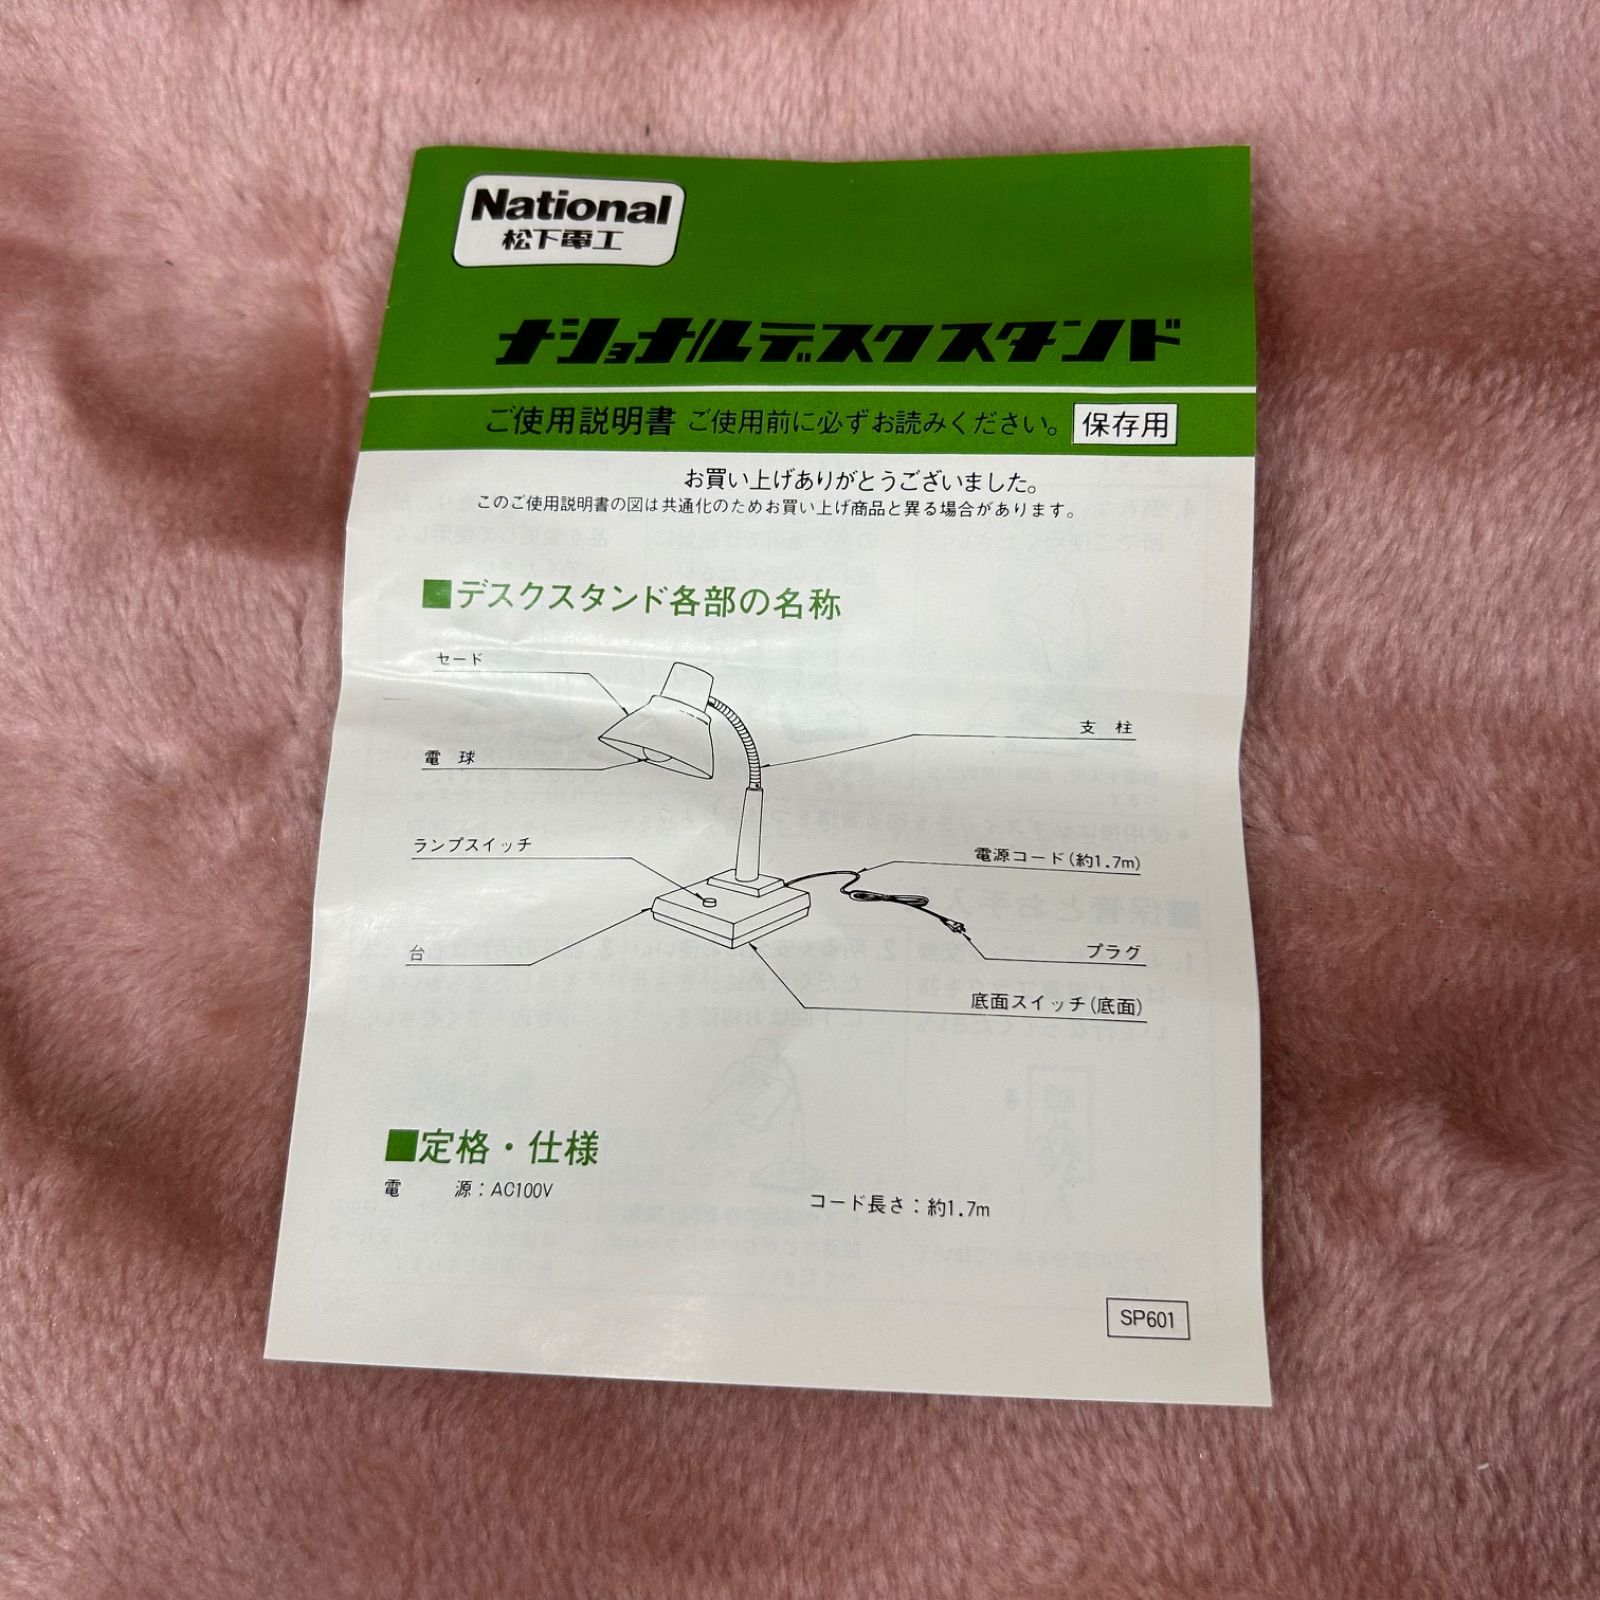 National
松下電工
ナショナルデスクスタンド
ご使用説明書 ご使用前に必ずお読みください。 保存用
お買い上げありがとうございました。
このご使用説明書の図は共通化のためお買い上げ商品と異る場合があります。
■デスクスタンド各部の名称
セード
支 柱
電 球
ランプスイッチ
電源コード(約1.7m)
台
プラグ
底面スイッチ(底面)
■定格・仕様
電 源：AC100V
コード長さ：約1.7m
SP601